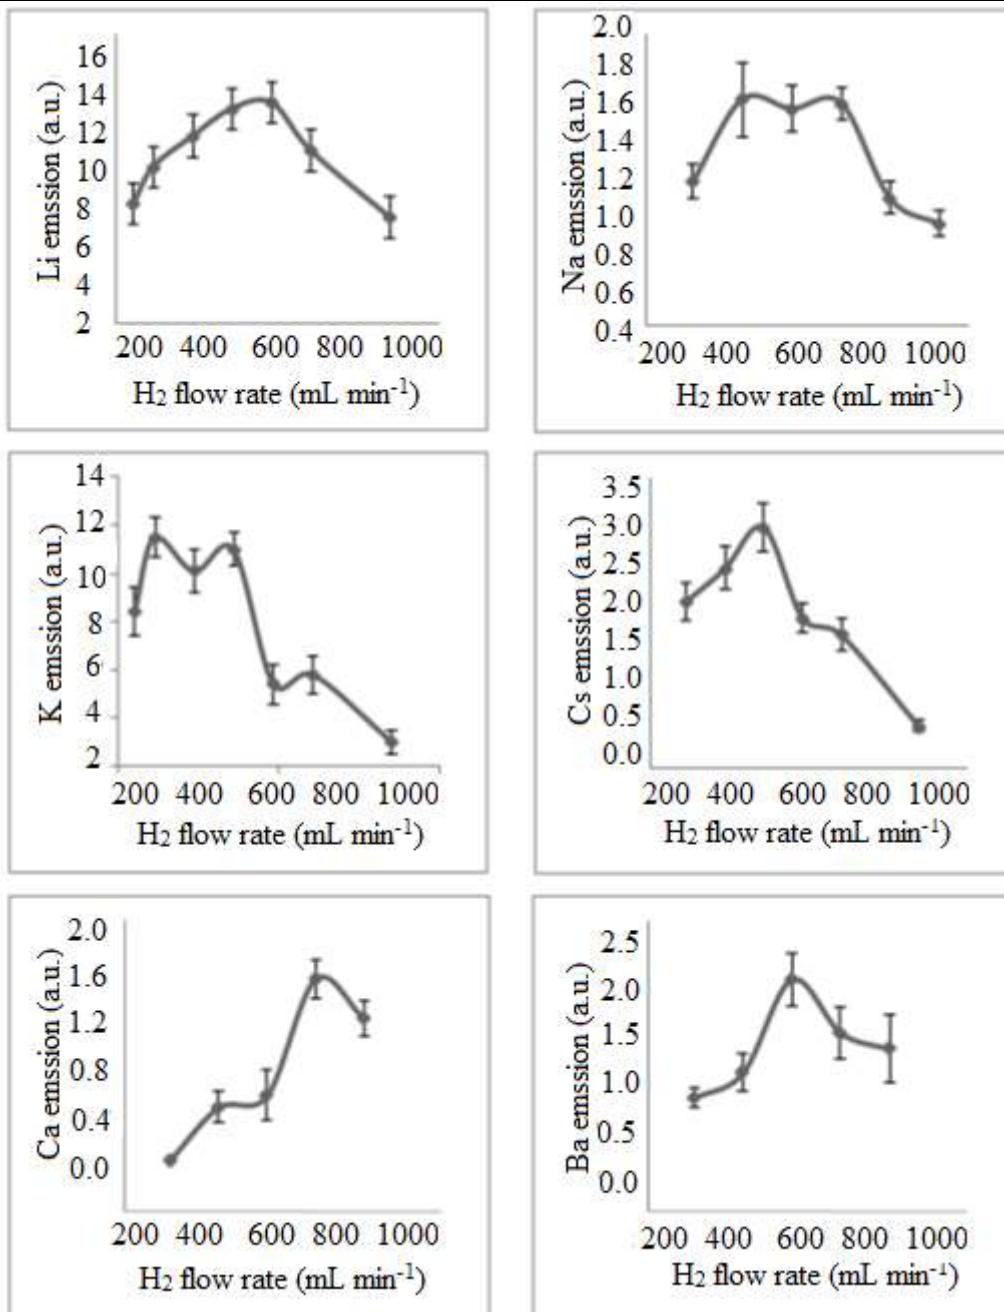 Li emssion (a.u.)
16
14
12
10
8
6
4
2
200 400 600 800 1000
H2 flow rate (mL min-1)
Na emssion (a.u.)
2.0
1.8
1.6
1.4
1.2
1.0
0.8
0.6
0.4
200 400 600 800 1000
H2 flow rate (mL min-1)
K emssion (a.u.)
14
12
10
8
6
4
2
200 400 600 800 1000
H2 flow rate (mL min-1)
Cs emssion (a.u.)
3.5
3.0
2.5
2.0
1.5
1.0
0.5
0.0
200 400 600 800 1000
H2 flow rate (mL min-1)
Ca emssion (a.u.)
2.0
1.6
1.2
0.8
0.4
0.0
200 400 600 800 1000
H2 flow rate (mL min-1)
Ba emssion (a.u.)
2.5
2.0
1.5
1.0
0.5
0.0
200 400 600 800 1000
H2 flow rate (mL min-1)